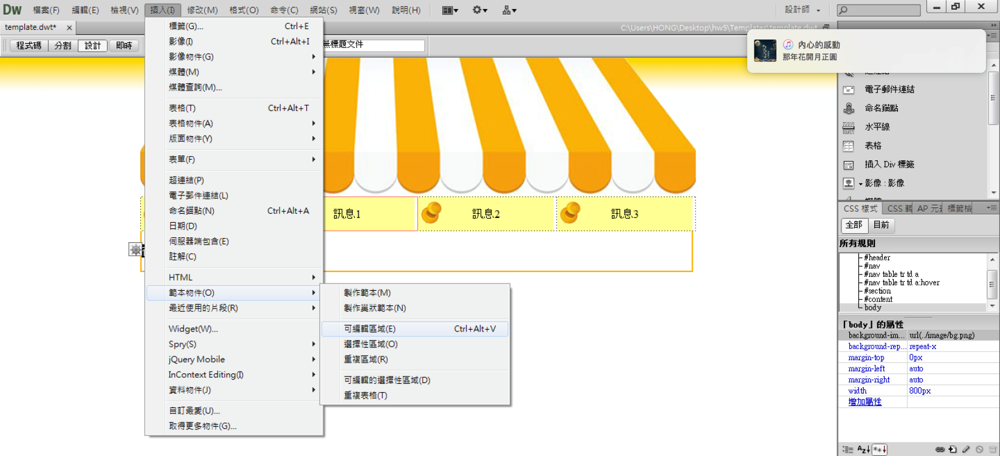 Dw 檔案(F) 編輯(E) 檢視(V) 插入(I) 修改(M) 格式(O) 命令(C) 網站(S) 視窗(W) 說明(H) 設計師
template.dwt* ×
C:\Users\HONG\Desktop\hw5\Templates\template.dwt
程式碼 分割 設計 即時
無標題文件
內心的感動
那年花開月正圓
標籤(G)... Ctrl+E
影像(I) Ctrl+Alt+I
影像物件(G)
媒體(M)
媒體查詢(M)...
表格(T) Ctrl+Alt+T
表格物件(A)
版面物件(Y)
表單(F)
超連結(P)
電子郵件連結(L)
命名錨點(N) Ctrl+Alt+A
日期(D)
伺服器端包含(E)
註解(C)
HTML
範本物件(O)
最近使用的片段(R)
Widget(W)...
Spry(S)
jQuery Mobile
InContext Editing(I)
資料物件(J)
自訂最愛(U)...
取得更多物件(G)...
製作範本(M)
製作巢狀範本(N)
可編輯區域(E) Ctrl+Alt+V
選擇性區域(O)
重複區域(R)
可編輯的選擇性區域(D)
重複表格(T)
訊息1 訊息2 訊息3
電子郵件連結
命名錨點
水平線
表格
插入 Div 標籤
影像 : 影像
CSS 樣式 CSS AP 標籤檢
全部 目前
所有規則
#header
#nav
#nav table tr td a
#nav table tr td a:hover
#section
#content
body
「body」的屬性
background-im... url(../image/bg.png)
background-rep... repeat-x
margin-top 0px
margin-left auto
margin-right auto
width 800px
增加屬性